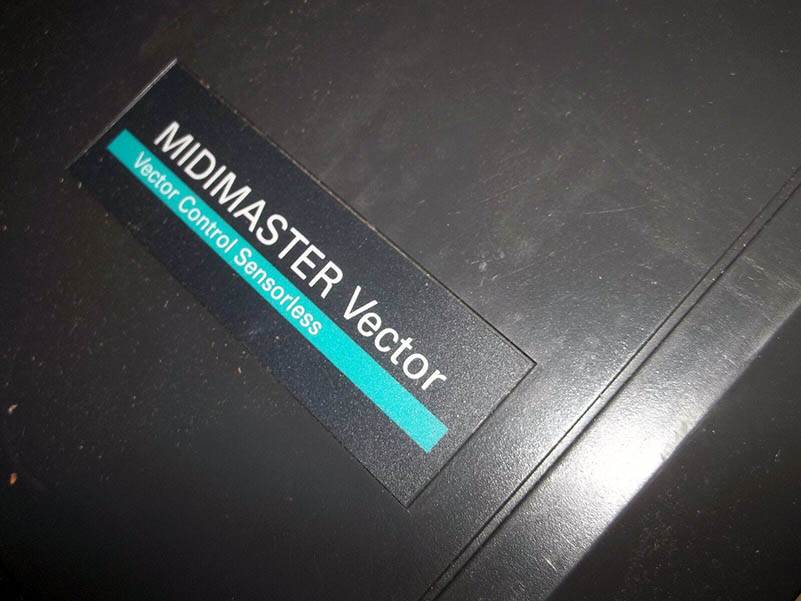 MIDIMASTER Vector
Vector Control Sensorless